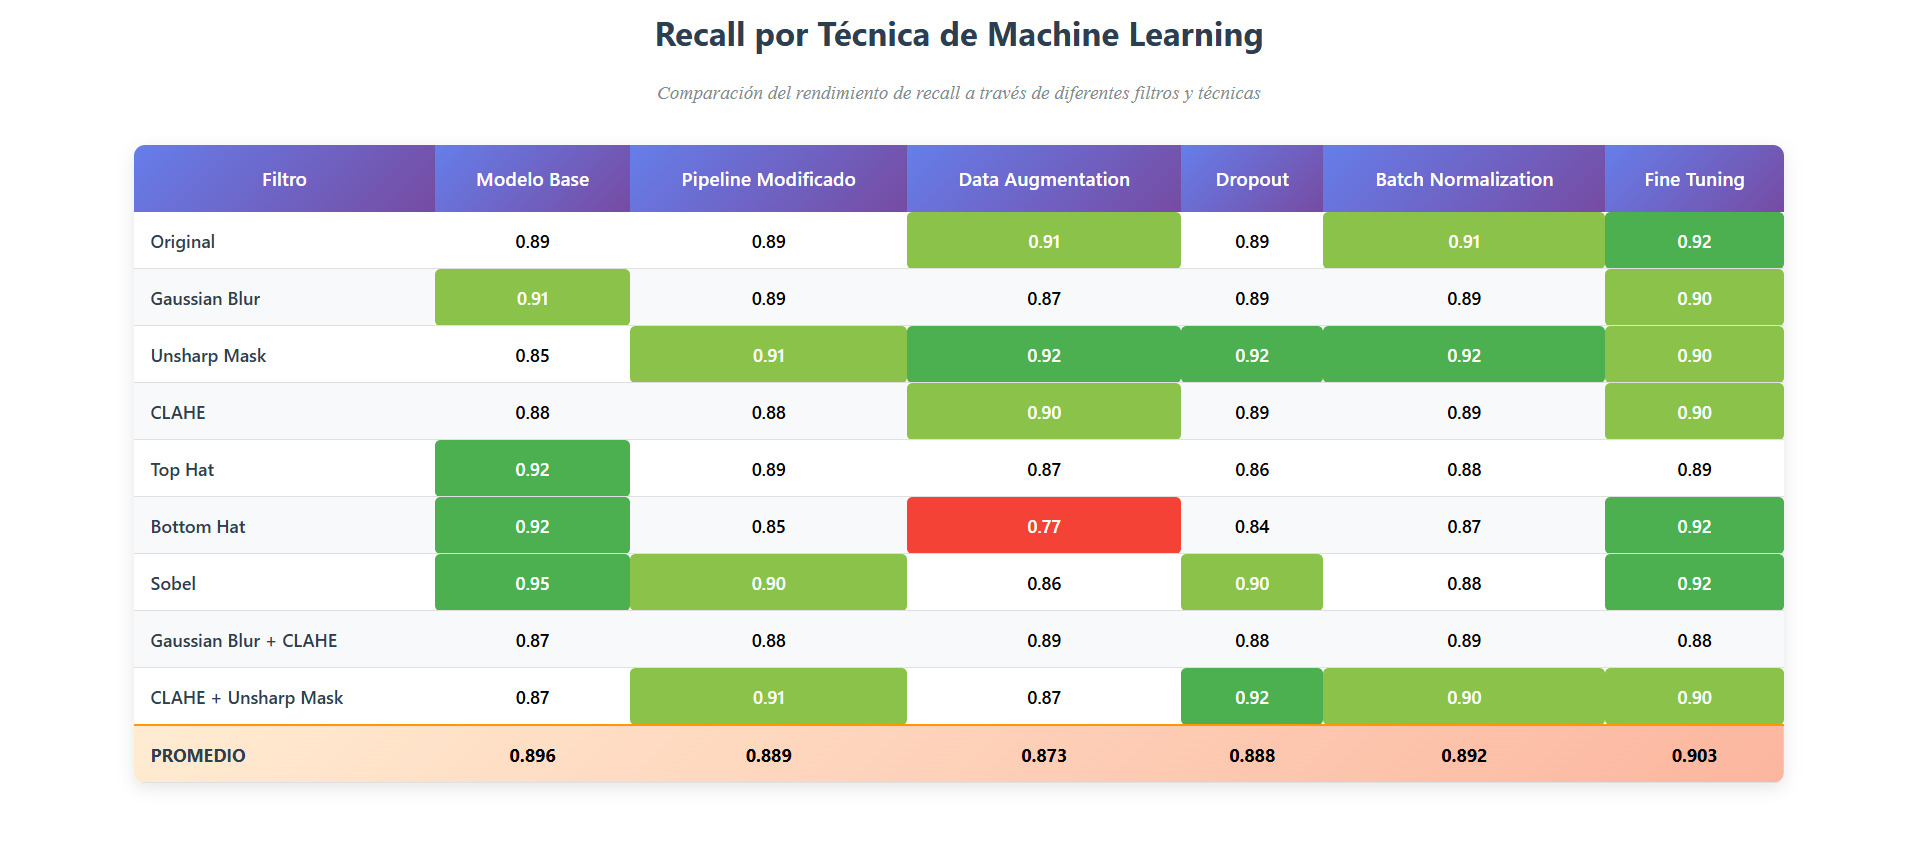 Recall por Técnica de Machine Learning
Comparación del rendimiento de recall a través de diferentes filtros y técnicas
Filtro Modelo Base Pipeline Modificado Data Augmentation Dropout Batch Normalization Fine Tuning
Original 0.89 0.89 0.91 0.89 0.91 0.92
Gaussian Blur 0.91 0.89 0.87 0.89 0.89 0.90
Unsharp Mask 0.85 0.91 0.92 0.92 0.92 0.90
CLAHE 0.88 0.88 0.90 0.89 0.89 0.90
Top Hat 0.92 0.89 0.87 0.86 0.88 0.89
Bottom Hat 0.92 0.85 0.77 0.84 0.87 0.92
Sobel 0.95 0.90 0.86 0.90 0.88 0.92
Gaussian Blur + CLAHE 0.87 0.88 0.89 0.88 0.89 0.88
CLAHE + Unsharp Mask 0.87 0.91 0.87 0.92 0.90 0.90
PROMEDIO 0.896 0.889 0.873 0.888 0.892 0.903